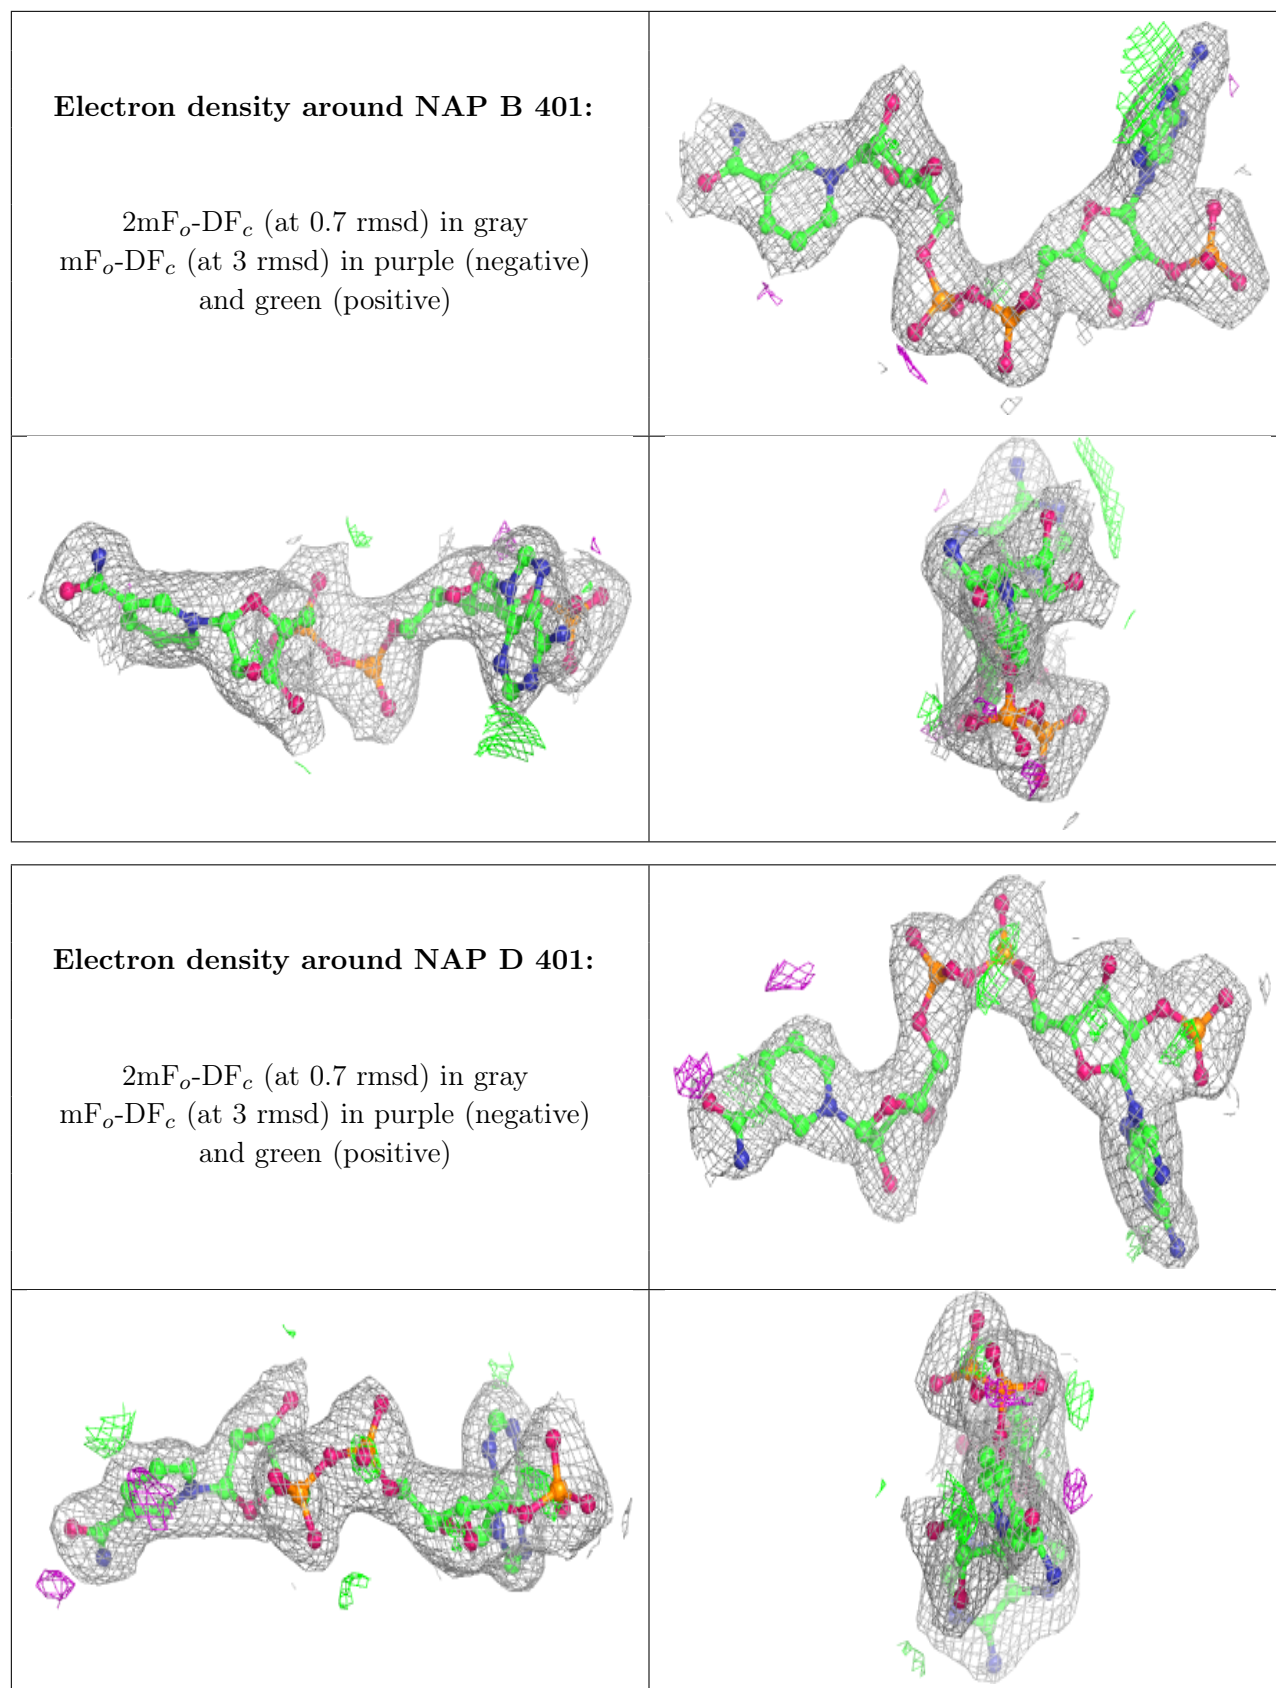 Electron density around NAP B 401:
2mFo-DFc (at 0.7 rmsd) in gray
mFo-DFc (at 3 rmsd) in purple (negative)
and green (positive)
Electron density around NAP D 401:
2mFo-DFc (at 0.7 rmsd) in gray
mFo-DFc (at 3 rmsd) in purple (negative)
and green (positive)